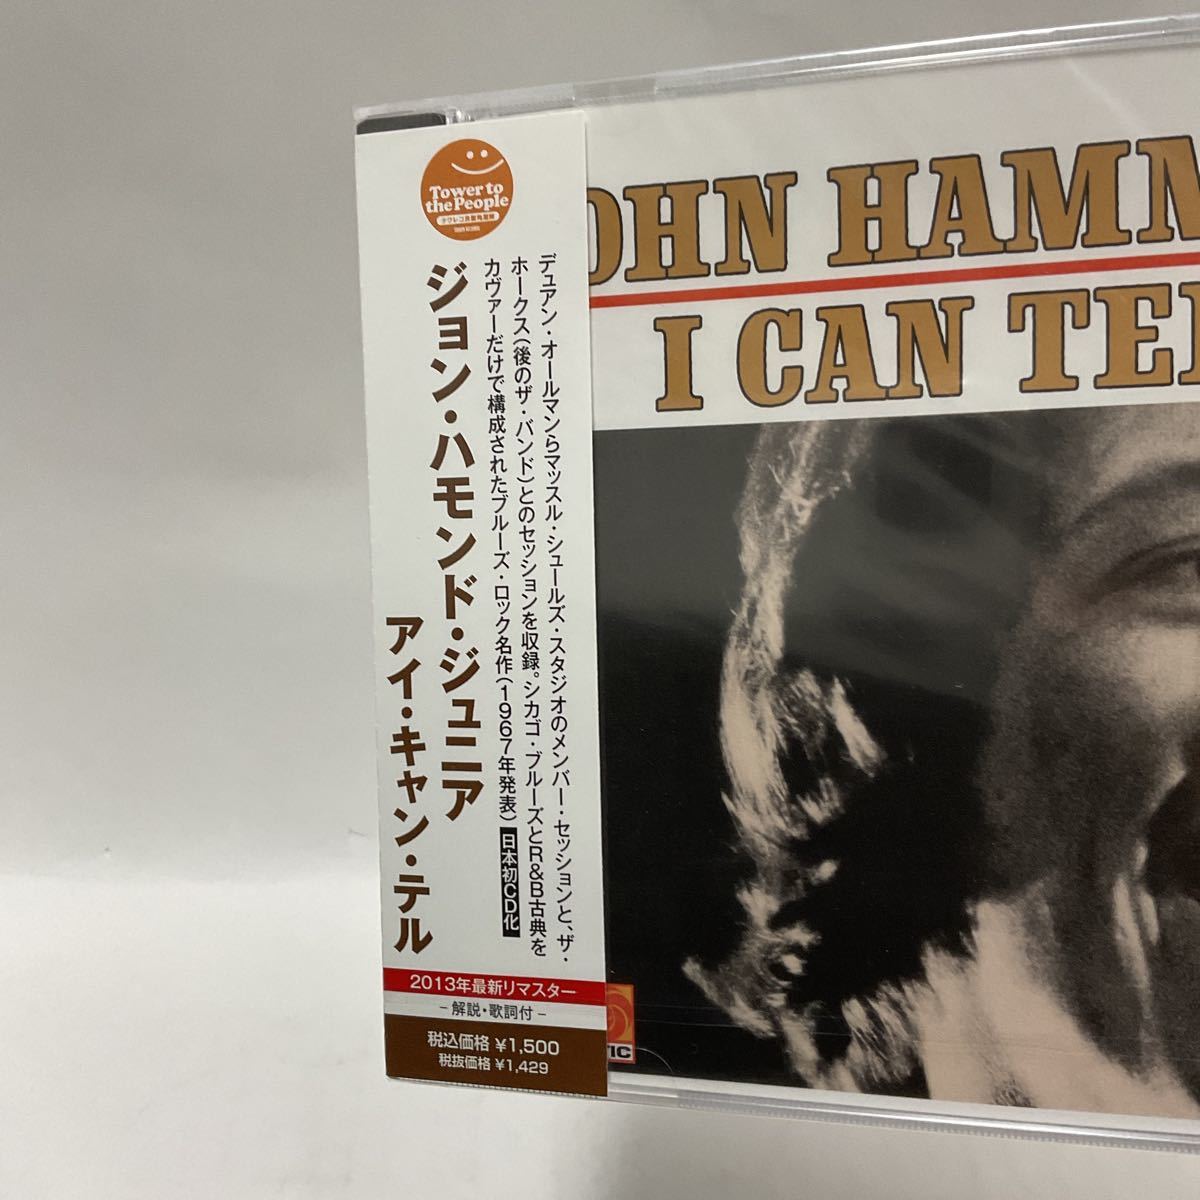 Tower to
the People
TOWER RECORDS
デュアン・オールマンらマッスル・シュールズ・スタジオのメンバー・セッションと、ザ・
ホークス(後のザ・バンド)とのセッションを収録。シカゴ・ブルーズとR&B古典を
カヴァーだけで構成されたブルーズ・ロック名作(1967年発表) 日本初CD化
ジョン・ハモンド・ジュニア
アイ・キャン・テル
2013年最新リマスター
– 解説・歌詞付 –
税込価格 ¥1,500
税抜価格 ¥1,429
OHN HAMM
I CAN TEL
TIC